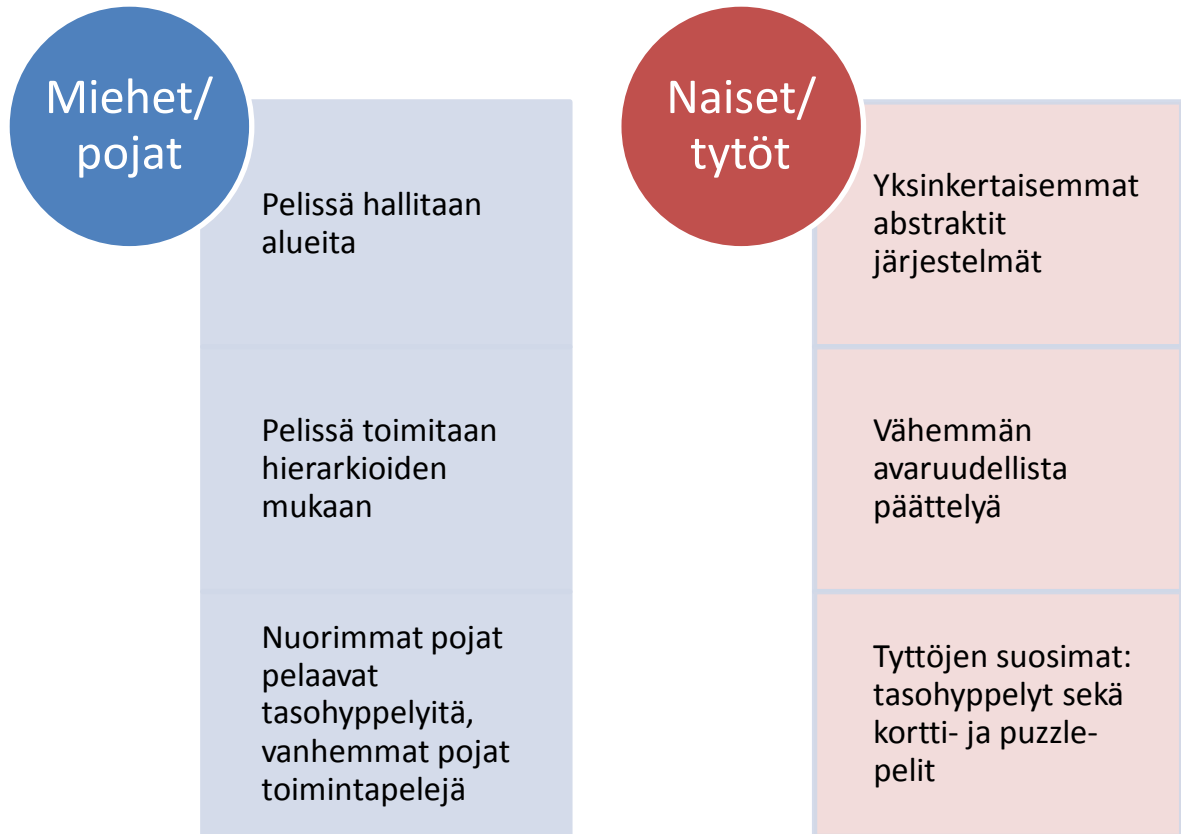 Miehet/
pojat
Pelissä hallitaan
alueita
Pelissä toimitaan
hierarkioiden
mukaan
Nuorimmat pojat
pelaavat
tasohyppelyitä,
vanhemmat pojat
toimintapelejä
Naiset/
tytöt
Yksinkertaisemmat
abstraktit
järjestelmät
Vähemmän
avaruudellista
päättelyä
Tyttöjen suosimat:
tasohyppelyt sekä
kortti- ja puzzle-
pelit